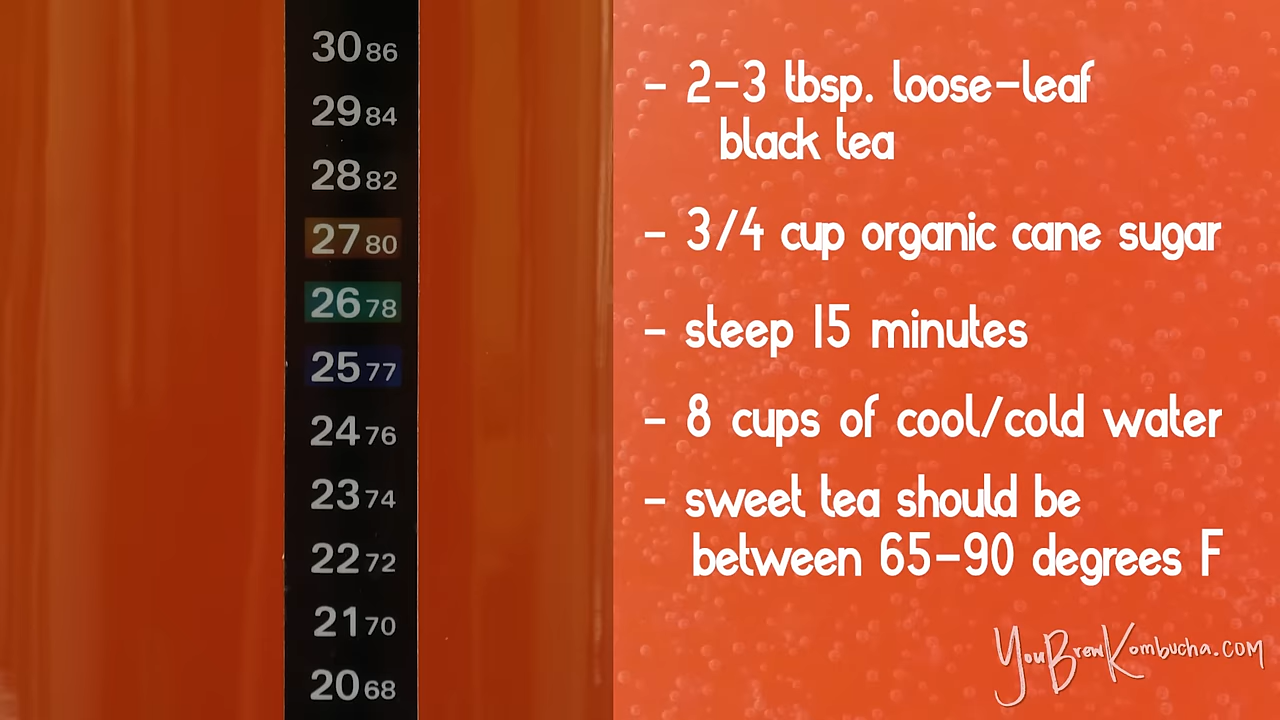 30 86
29 84
28 82
27 80
26 78
25 77
24 76
23 74
22 72
21 70
20 68
- 2-3 tbsp. loose-leaf
black tea
- 3/4 cup organic cane sugar
- steep 15 minutes
- 8 cups of cool/cold water
- sweet tea should be
between 65-90 degrees F
YouBrewKombucha.com